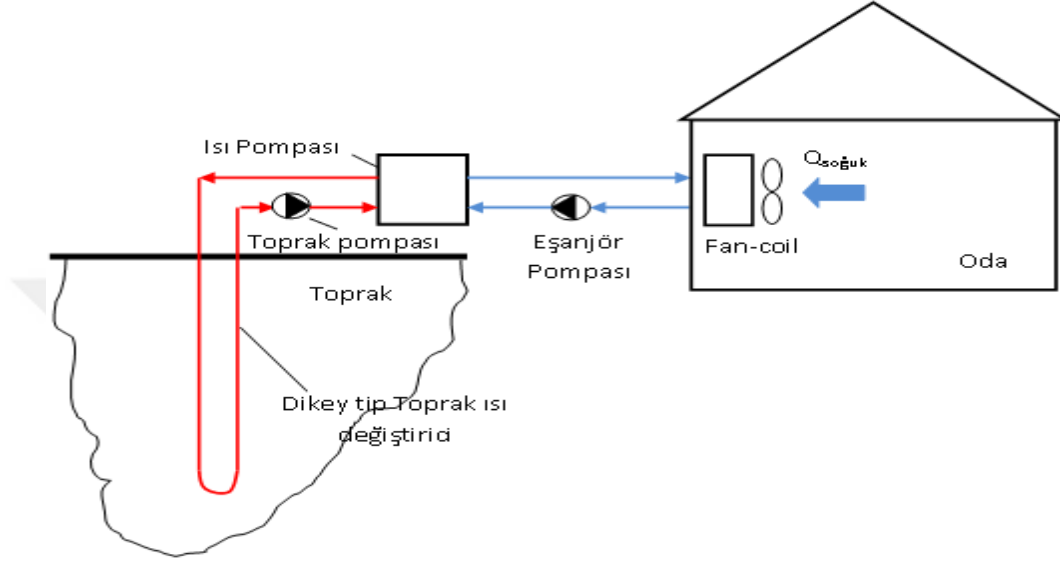 Isı Pompası
Qsoğuk
Toprak pompası
Eşanjör
Pompası
Fan-coil
Oda
Toprak
Dikey tip Toprak ısı
değiştirici